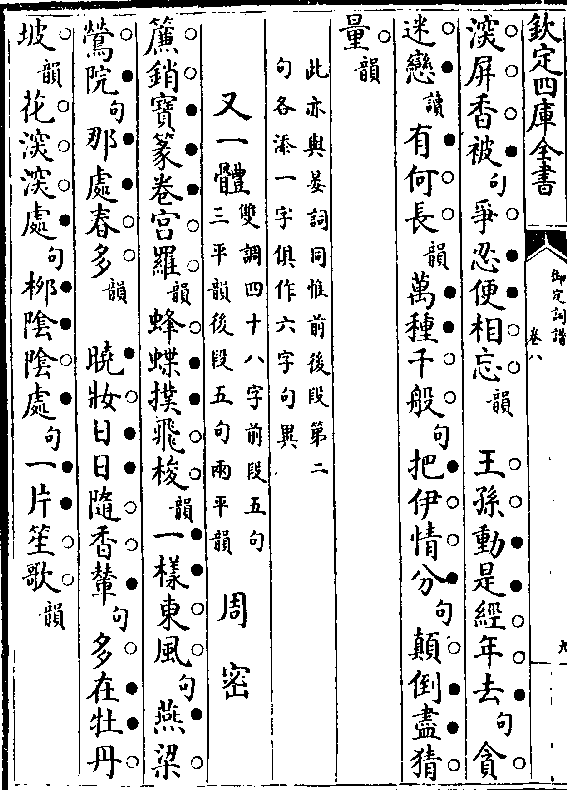 欽定四庫全書
御定詞譜
卷八
九
深屏香被句爭忍便相忘韻　王孫動是經年去句貪
迷戀讀有何長韻萬種千般句把伊情分句顛倒盡猜
量韻
此亦與晏詞同惟前後段第二
句各添一字俱作六字句異
又一體
雙調四十八字前段五句
三平韻後段五句兩平韻
周密
簾銷寶篆卷宮羅韻蜂蝶撲飛梭韻一樣東風句燕梁
鶯院句那處春多韻　曉妝日日隨香輦句多在牡丹
坡韻花深深處句柳陰陰處句一片笙歌韻